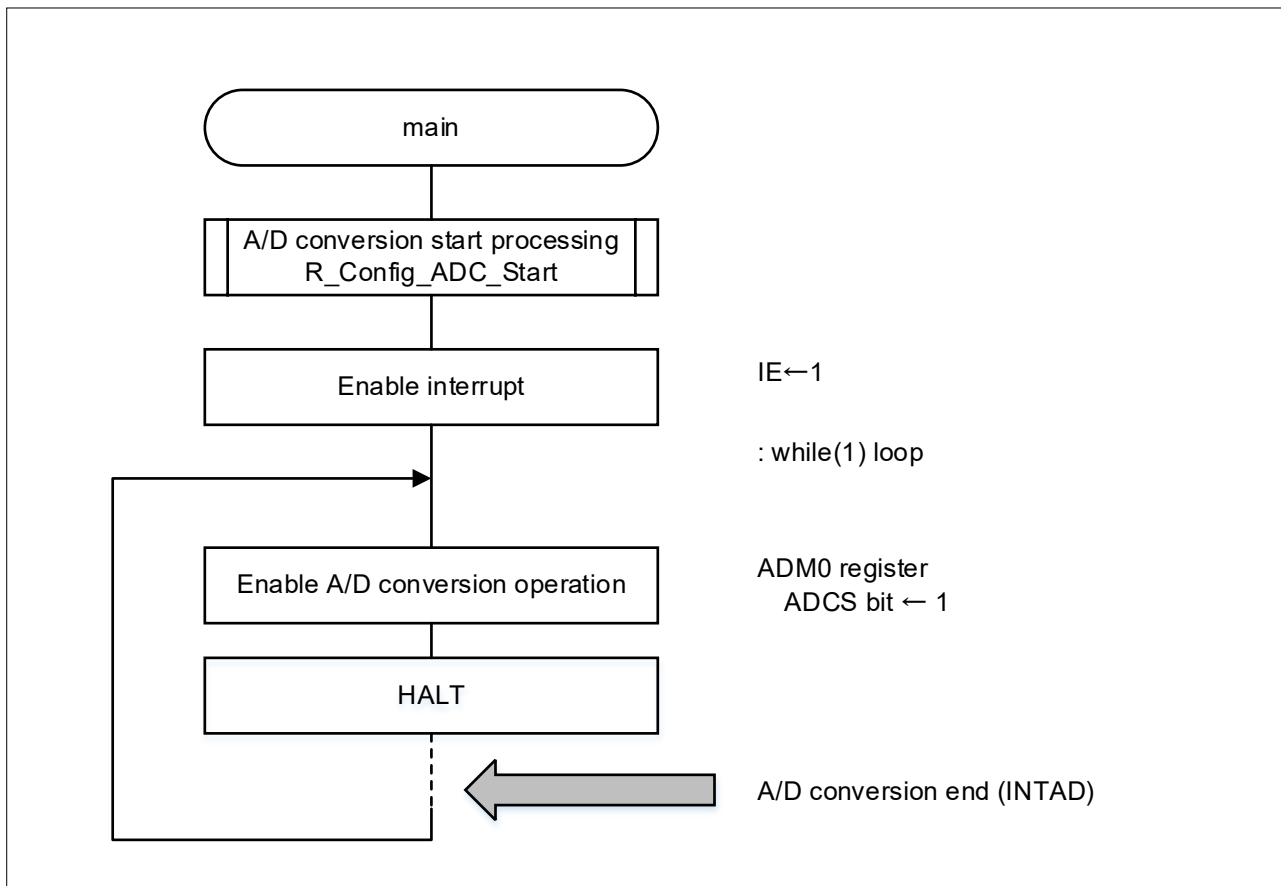 main
A/D conversion start processing
R_Config_ADC_Start
Enable interrupt
IE←1
: while(1) loop
Enable A/D conversion operation
ADM0 register
ADCS bit ← 1
HALT
A/D conversion end (INTAD)